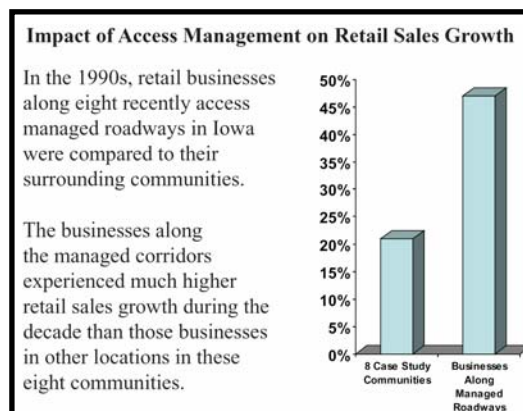 Impact of Access Management on Retail Sales Growth
In the 1990s, retail businesses
along eight recently access
managed roadways in Iowa
were compared to their
surrounding communities.
The businesses along
the managed corridors
experienced much higher
retail sales growth during the
decade than those businesses
in other locations in these
eight communities.
50%
45%
40%
35%
30%
25%
20%
15%
10%
5%
0%
8 Case Study
Communities
Businesses
Along
Managed
Roadways